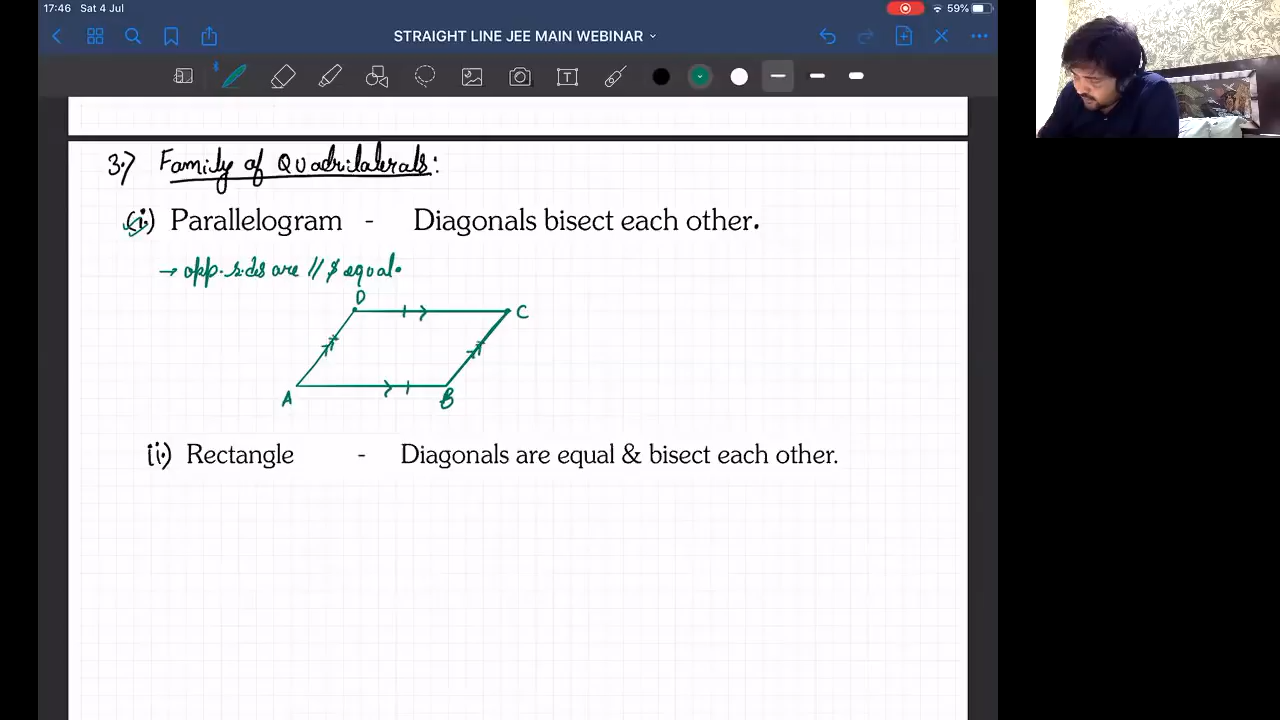 17:46 Sat 4 Jul 59%
STRAIGHT LINE JEE MAIN WEBINAR
T
3.) Family of Quadrilaterals:
(i.) Parallelogram - Diagonals bisect each other.
→ opp. sides are // & equal.
D C
A B
ii.) Rectangle - Diagonals are equal & bisect each other.